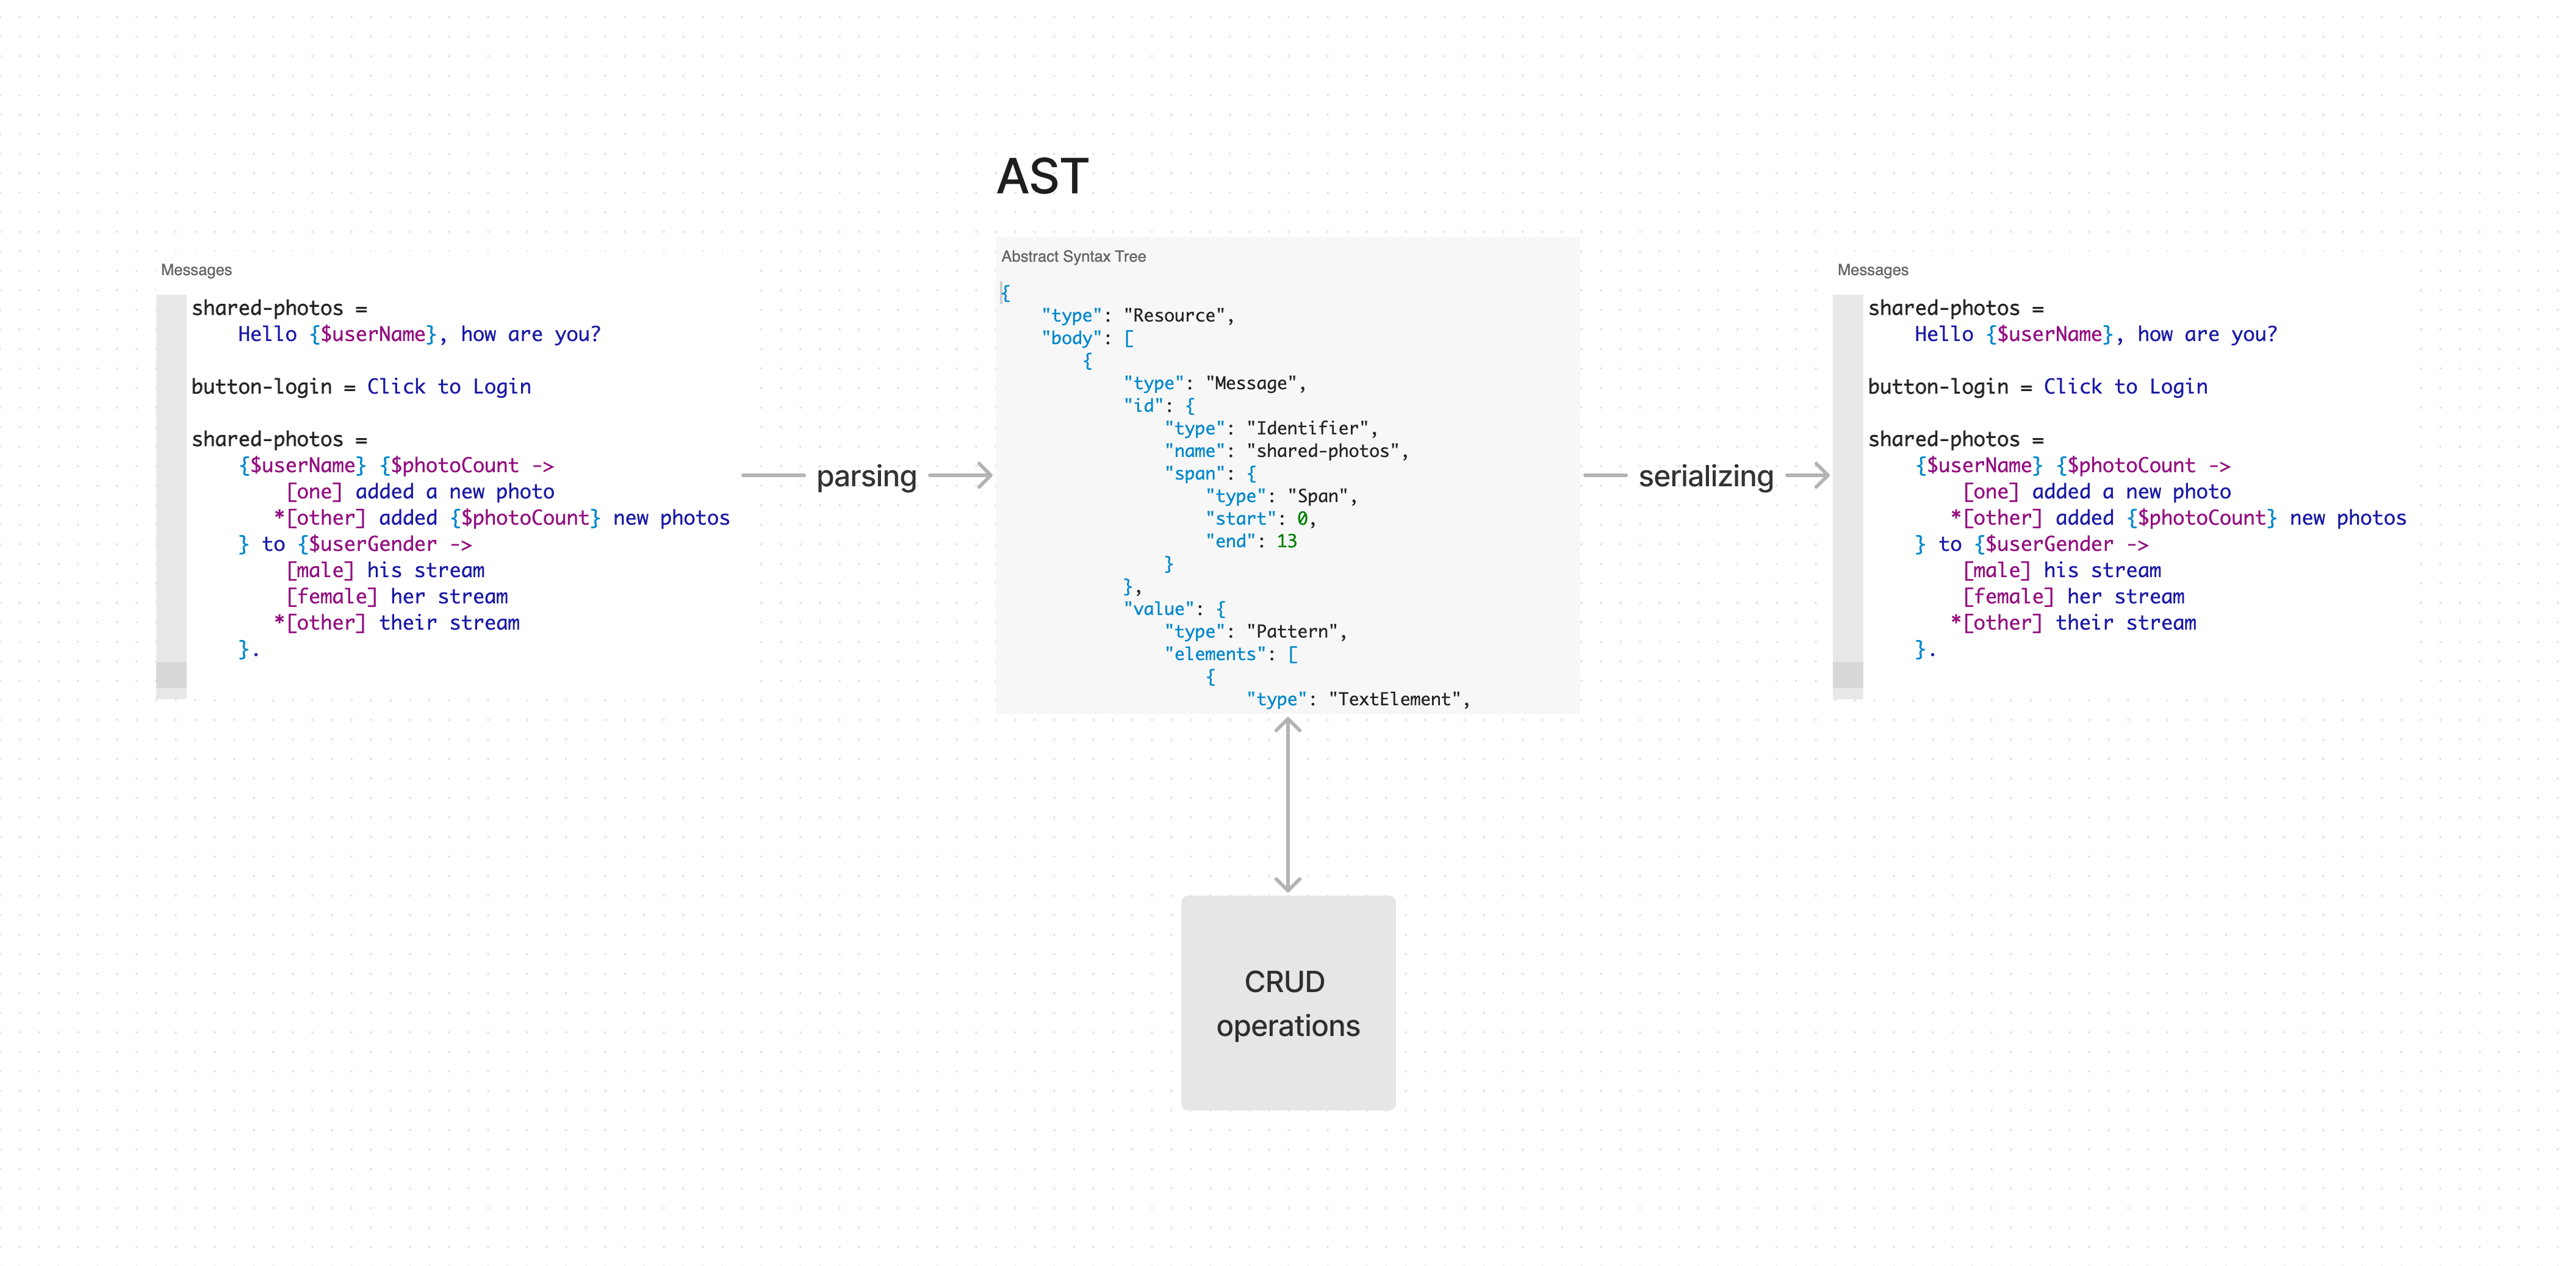 AST
Messages
shared-photos =
    Hello {$userName}, how are you?
button-login = Click to Login
shared-photos =
    {$userName} {$photoCount ->
        [one] added a new photo
       *[other] added {$photoCount} new photos
    } to {$userGender ->
        [male] his stream
        [female] her stream
       *[other] their stream
    }.
parsing
Abstract Syntax Tree
{
    "type": "Resource",
    "body": [
        {
            "type": "Message",
            "id": {
                "type": "Identifier",
                "name": "shared-photos",
                "span": {
                    "type": "Span",
                    "start": 0,
                    "end": 13
                }
            },
            "value": {
                "type": "Pattern",
                "elements": [
                    {
                        "type": "TextElement",
serializing
Messages
shared-photos =
    Hello {$userName}, how are you?
button-login = Click to Login
shared-photos =
    {$userName} {$photoCount ->
        [one] added a new photo
       *[other] added {$photoCount} new photos
    } to {$userGender ->
        [male] his stream
        [female] her stream
       *[other] their stream
    }.
CRUD
operations